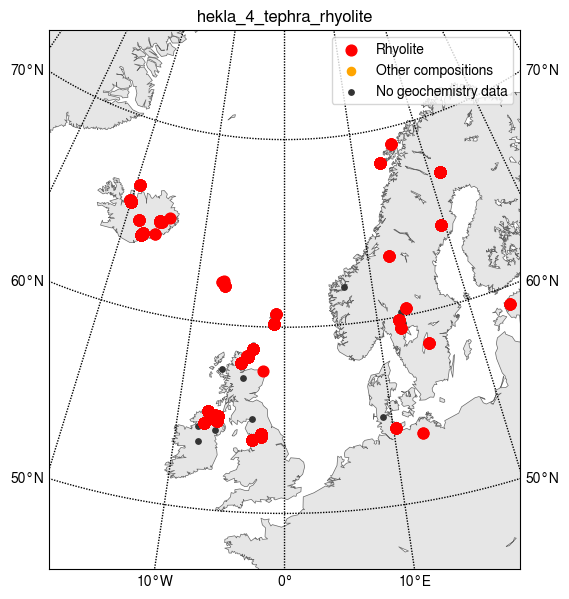 hekla_4_tephra_rhyolite
Rhyolite
Other compositions
No geochemistry data
70°N 70°N
60°N 60°N
50°N 50°N
10°W 0° 10°E